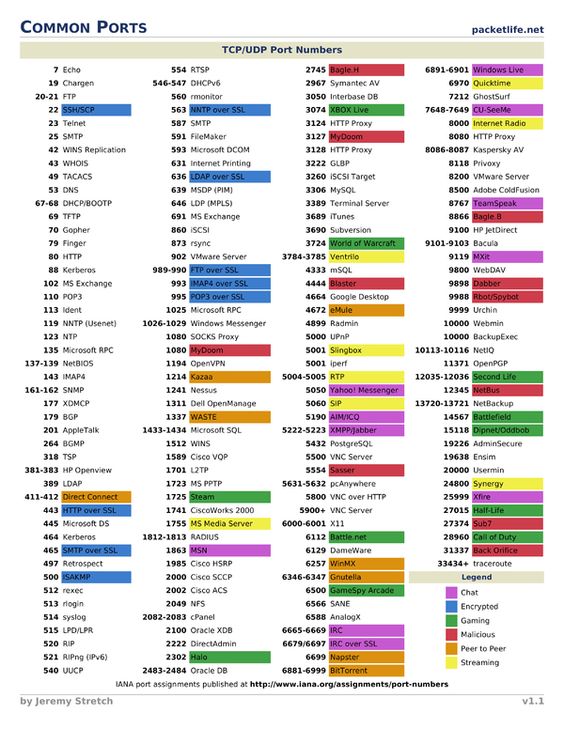 COMMON PORTS
packetlife.net
TCP/UDP Port Numbers
7 Echo
19 Chargen
20-21 FTP
22 SSH/SCP
23 Telnet
25 SMTP
42 WINS Replication
43 WHOIS
49 TACACS
53 DNS
67-68 DHCP/BOOTP
69 TFTP
70 Gopher
79 Finger
80 HTTP
88 Kerberos
102 MS Exchange
110 POP3
113 Ident
119 NNTP (Usenet)
123 NTP
135 Microsoft RPC
137-139 NetBIOS
143 IMAP4
161-162 SNMP
177 XDMCP
179 BGP
201 AppleTalk
264 BGMP
318 TSP
381-383 HP Openview
389 LDAP
411-412 Direct Connect
443 HTTP over SSL
445 Microsoft DS
464 Kerberos
465 SMTP over SSL
497 Retrospect
500 ISAKMP
512 rexec
513 rlogin
514 syslog
515 LPD/LPR
520 RIP
521 RIPng (IPv6)
540 UUCP
554 RTSP
546-547 DHCPv6
560 rmonitor
563 NNTP over SSL
587 SMTP
591 FileMaker
593 Microsoft DCOM
631 Internet Printing
636 LDAP over SSL
639 MSDP (PIM)
646 LDP (MPLS)
691 MS Exchange
860 iSCSI
873 rsync
902 VMware Server
989-990 FTP over SSL
993 IMAP4 over SSL
995 POP3 over SSL
1025 Microsoft RPC
1026-1029 Windows Messenger
1080 SOCKS Proxy
1080 MyDoom
1194 OpenVPN
1214 Kazaa
1241 Nessus
1311 Dell OpenManage
1337 WASTE
1433-1434 Microsoft SQL
1512 WINS
1589 Cisco VQP
1701 L2TP
1723 MS PPTP
1725 Steam
1741 CiscoWorks 2000
1755 MS Media Server
1812-1813 RADIUS
1863 MSN
1985 Cisco HSRP
2000 Cisco SCCP
2002 Cisco ACS
2049 NFS
2082-2083 cPanel
2100 Oracle XDB
2222 DirectAdmin
2302 Halo
2483-2484 Oracle DB
2745 Bagle.H
2967 Symantec AV
3050 Interbase DB
3074 XBOX Live
3124 HTTP Proxy
3127 MyDoom
3128 HTTP Proxy
3222 GLBP
3260 iSCSI Target
3306 MySQL
3389 Terminal Server
3689 iTunes
3690 Subversion
3724 World of Warcraft
3784-3785 Ventrilo
4333 mSQL
4444 Blaster
4664 Google Desktop
4672 eMule
4899 Radmin
5000 UPnP
5001 Slingbox
5001 iperf
5004-5005 RTP
5050 Yahoo! Messenger
5060 SIP
5190 AIM/ICQ
5222-5223 XMPP/Jabber
5432 PostgreSQL
5500 VNC Server
5554 Sasser
5631-5632 pcAnywhere
5800 VNC over HTTP
5900+ VNC Server
6000-6001 X11
6112 Battle.net
6129 DameWare
6257 WinMX
6346-6347 Gnutella
6500 GameSpy Arcade
6566 SANE
6588 AnalogX
6665-6669 IRC
6679/6697 IRC over SSL
6699 Napster
6881-6999 BitTorrent
6891-6901 Windows Live
6970 Quicktime
7212 GhostSurf
7648-7649 CU-SeeMe
8000 Internet Radio
8080 HTTP Proxy
8086-8087 Kaspersky AV
8118 Privoxy
8200 VMware Server
8500 Adobe ColdFusion
8767 TeamSpeak
8866 Bagle.B
9100 HP JetDirect
9101-9103 Bacula
9119 MXit
9800 WebDAV
9898 Dabber
9988 Rbot/Spybot
9999 Urchin
10000 Webmin
10000 BackupExec
10113-10116 NetIQ
11371 OpenPGP
12035-12036 Second Life
12345 NetBus
13720-13721 NetBackup
14567 Battlefield
15118 Dipnet/Oddbob
19226 AdminSecure
19638 Ensim
20000 Usermin
24800 Synergy
25999 Xfire
27015 Half-Life
27374 Sub7
28960 Call of Duty
31337 Back Orifice
33434+ traceroute
Legend
Chat
Encrypted
Gaming
Malicious
Peer to Peer
Streaming
IANA port assignments published at http://www.iana.org/assignments/port-numbers
by Jeremy Stretch
v1.1